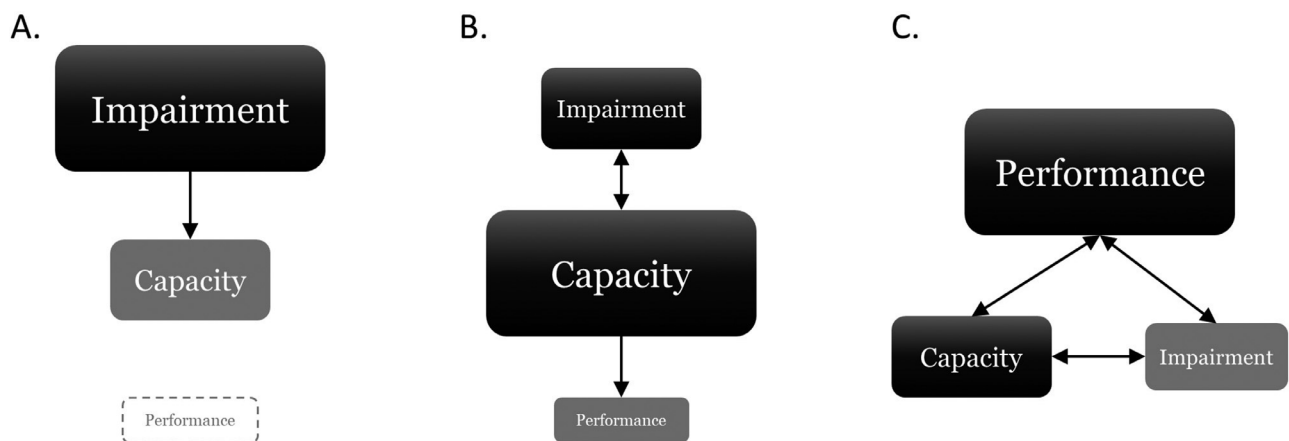 A.
Impairment
Capacity
Performance
B.
Impairment
Capacity
Performance
C.
Performance
Capacity
Impairment